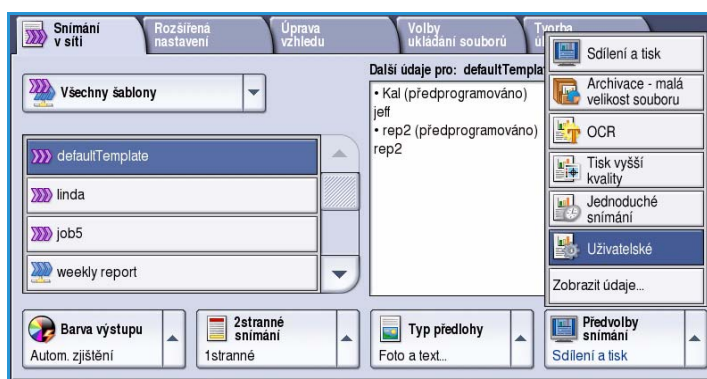 Snímání
v síti
Rozšířená
nastavení
Úprava
vzhledu
Volby
ukládání souborů
Tvorba
Všechny šablony
defaultTemplate
linda
job5
weekly report
Další údaje pro: defaultTempla
• Kal (předprogramováno)
jeff
• rep2 (předprogramováno)
rep2
Sdílení a tisk
Archivace - malá
velikost souboru
OCR
Tisk vyšší
kvality
Jednoduché
snímání
Uživatelské
Zobrazit údaje...
Barva výstupu
Autom. zjištění
2stranné
snímání
1stranné
Typ předlohy
Foto a text...
Předvolby
snímání
Sdílení a tisk